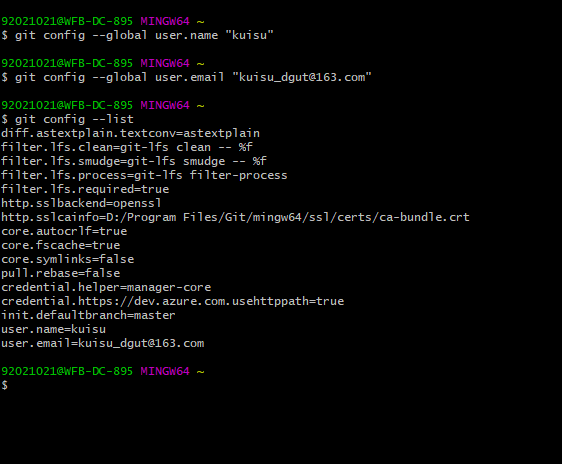 92021021@WFB-DC-895 MINGW64 ~
$ git config --global user.name "kuisu"
92021021@WFB-DC-895 MINGW64 ~
$ git config --global user.email "kuisu_dgut@163.com"
92021021@WFB-DC-895 MINGW64 ~
$ git config --list
diff.astextplain.textconv=astextplain
filter.lfs.clean=git-lfs clean -- %f
filter.lfs.smudge=git-lfs smudge -- %f
filter.lfs.process=git-lfs filter-process
filter.lfs.required=true
http.sslbackend=openssl
http.sslcainfo=D:/Program Files/Git/mingw64/ssl/certs/ca-bundle.crt
core.autocrlf=true
core.fscache=true
core.symlinks=false
pull.rebase=false
credential.helper=manager-core
credential.https://dev.azure.com.usehttppath=true
init.defaultbranch=master
user.name=kuisu
user.email=kuisu_dgut@163.com
92021021@WFB-DC-895 MINGW64 ~
$